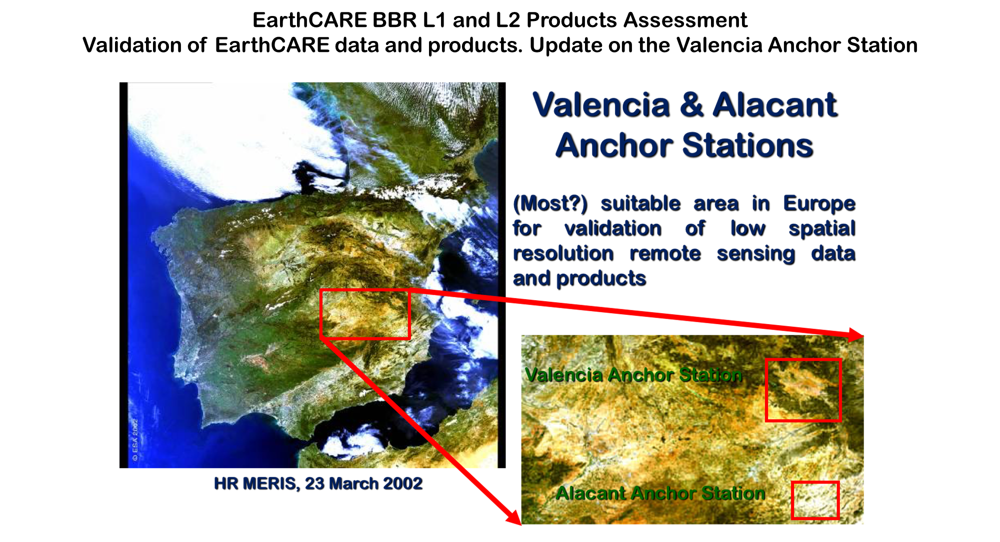 EarthCARE BBR L1 and L2 Products Assessment
Validation of EarthCARE data and products. Update on the Valencia Anchor Station
Valencia & Alacant
Anchor Stations
(Most?) suitable area in Europe
for validation of low spatial
resolution remote sensing data
and products
Valencia Anchor Station
Alacant Anchor Station
© ESA 2002
HR MERIS, 23 March 2002